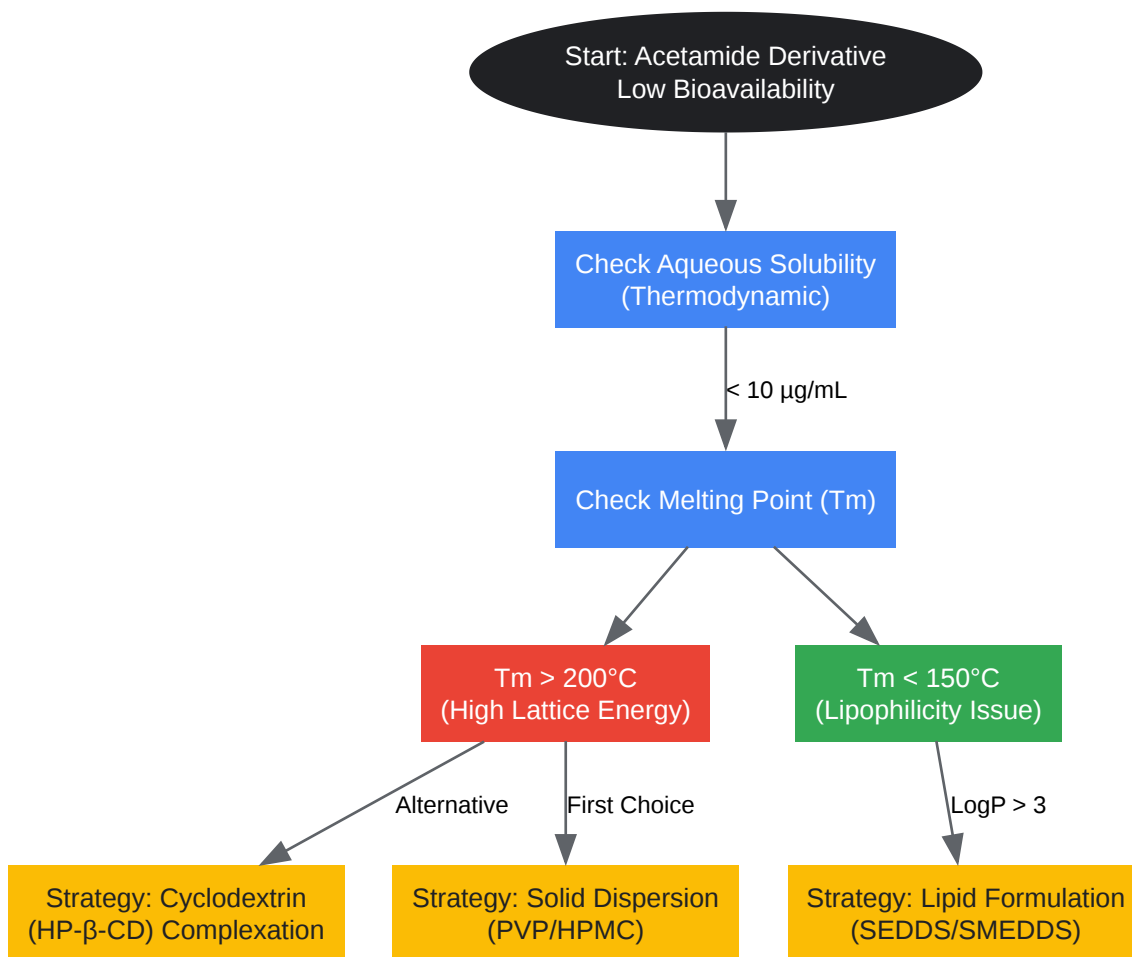 Start: Acetamide Derivative
Low Bioavailability
Check Aqueous Solubility
(Thermodynamic)
< 10 µg/mL
Check Melting Point (Tm)
Tm > 200°C
(High Lattice Energy)
Tm < 150°C
(Lipophilicity Issue)
Alternative
First Choice
LogP > 3
Strategy: Cyclodextrin
(HP-β-CD) Complexation
Strategy: Solid Dispersion
(PVP/HPMC)
Strategy: Lipid Formulation
(SEDDS/SMEDDS)